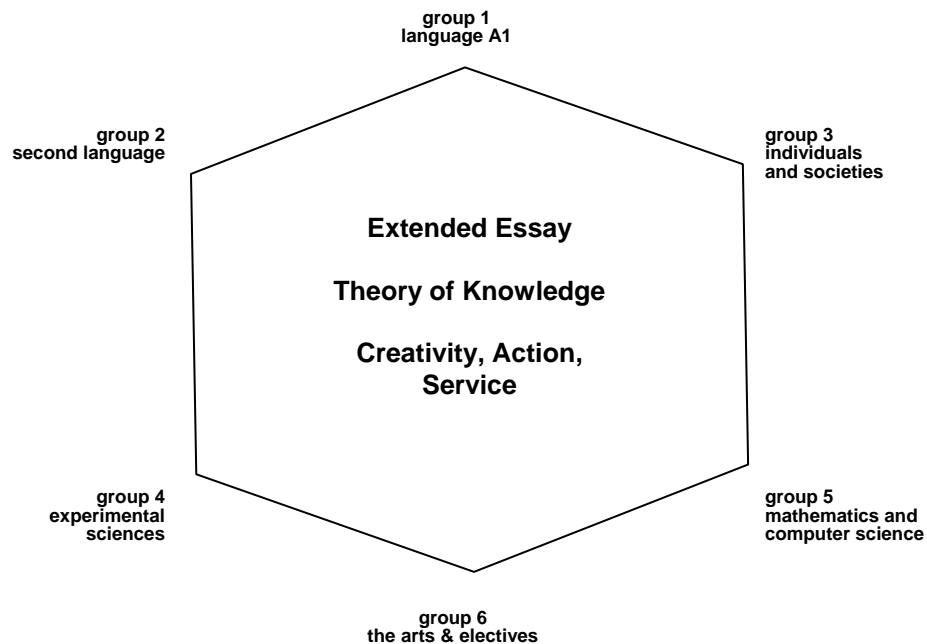 group 1
language A1
group 2
second language
group 3
individuals
and societies
Extended Essay
Theory of Knowledge
Creativity, Action,
Service
group 4
experimental
sciences
group 5
mathematics and
computer science
group 6
the arts & electives